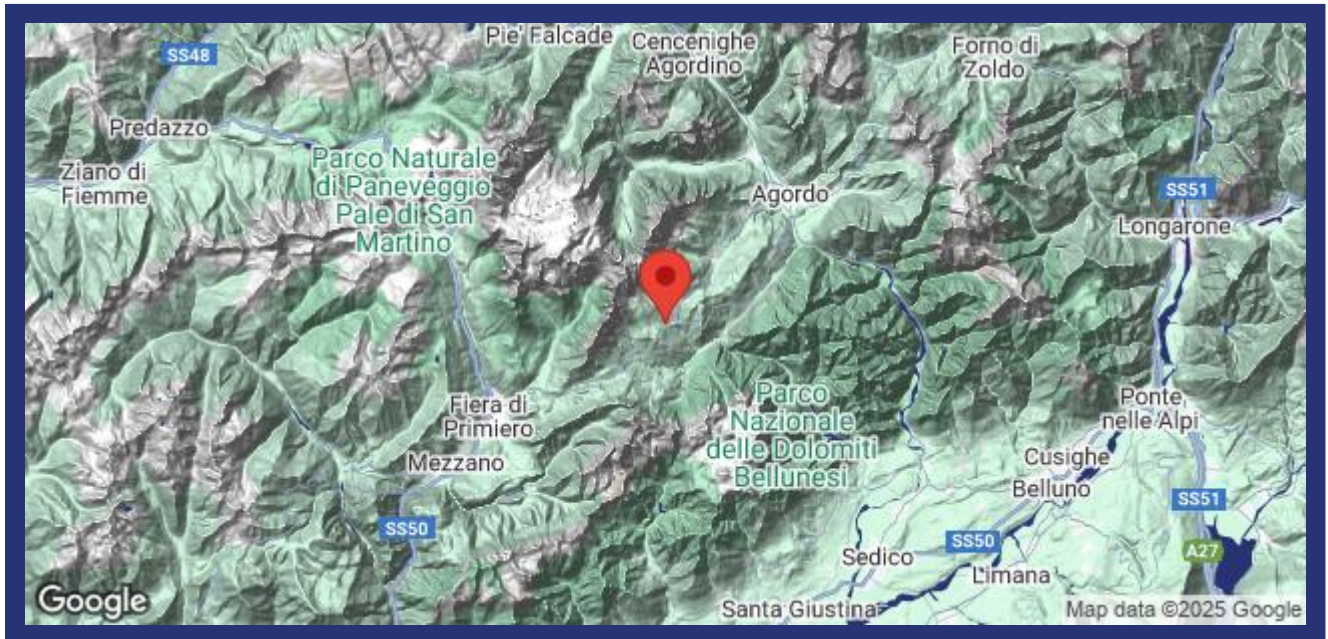 Pie' Falcade
Cencenighe
Agordino
Forno di
Zoldo
SS48
Predazzo
Ziano di
Fiemme
Parco Naturale
di Paneveggio
Pale di San
Martino
Agordo
SS51
Longarone
Fiera di
Primiero
Mezzano
Parco
Nazionale
delle Dolomiti
Bellunesi
Ponte
nelle Alpi
Cusighe
Belluno
SS51
SS50
SS50
A27
Sedico
Limana
Santa Giustina
Google
Map data ©2025 Google